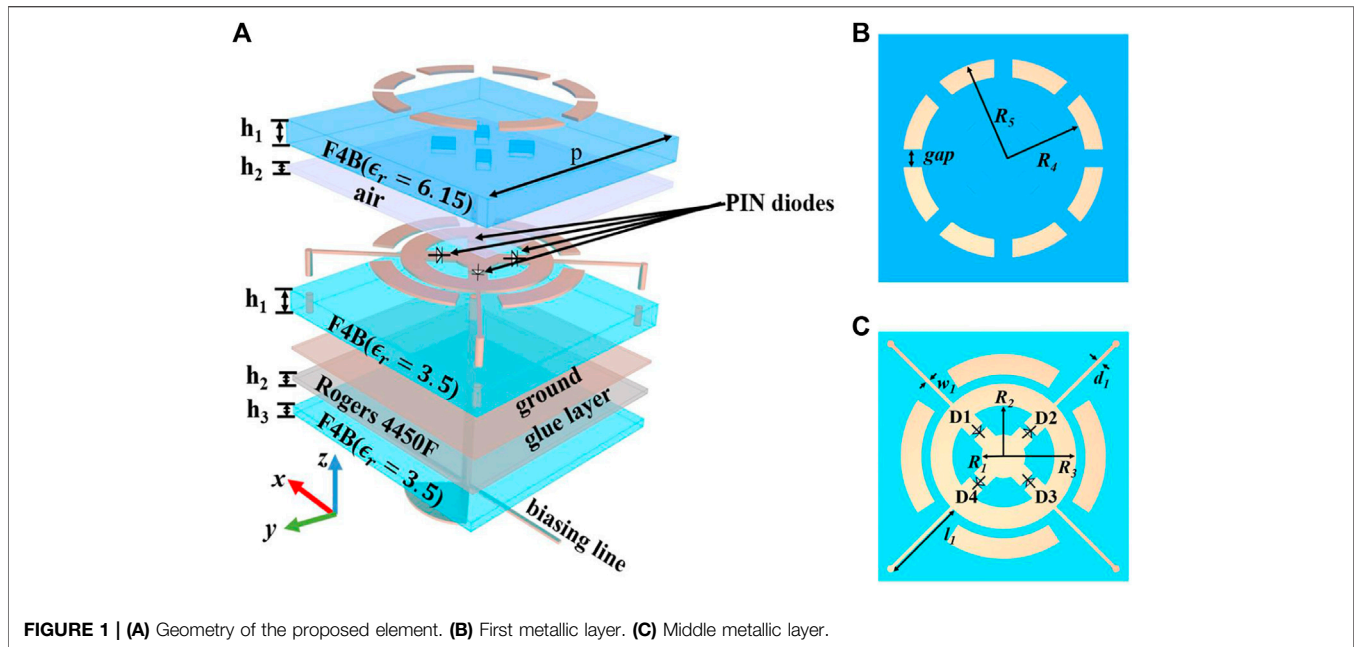 A
h₁
F4B(ϵᵣ = 6.15)
p
h₂
air
PIN diodes
h₁
F4B(ϵᵣ = 3.5)
ground
h₂
Rogers 4450F
glue layer
h₃
F4B(ϵᵣ = 3.5)
z
x
y
biasing line
B
R₅
R₄
gap
C
w₁
d₁
R₂
D1
D2
R₁
R₃
D4
D3
l₁
FIGURE 1 | (A) Geometry of the proposed element. (B) First metallic layer. (C) Middle metallic layer.